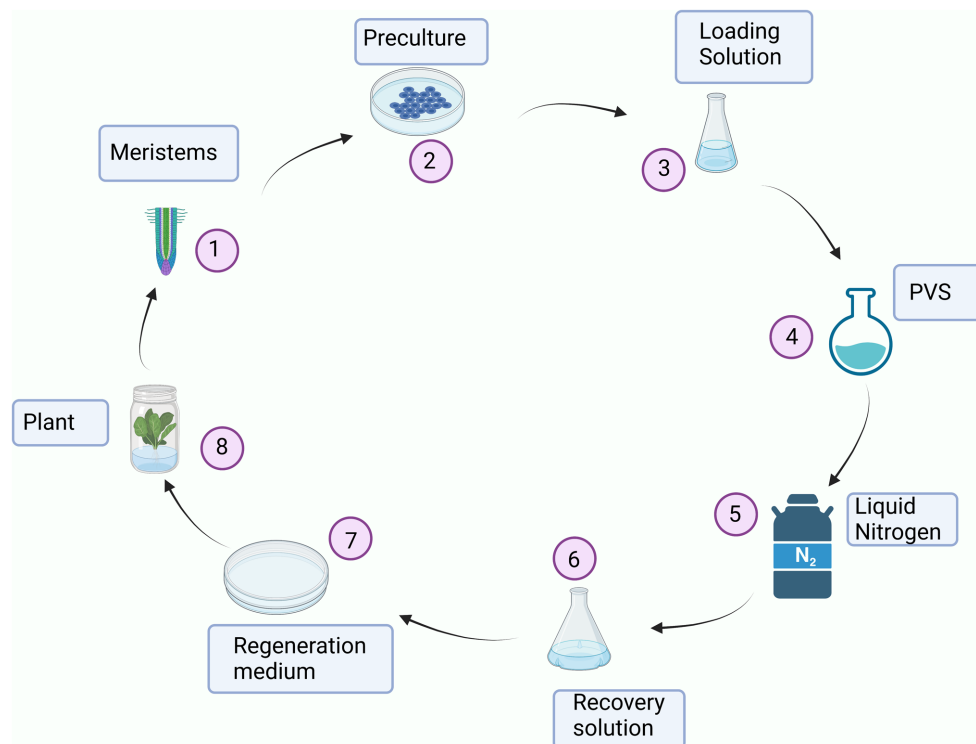 Meristems
1
Preculture
2
Loading
Solution
3
PVS
4
Liquid
Nitrogen
5
N₂
Recovery
solution
6
Regeneration
medium
7
Plant
8